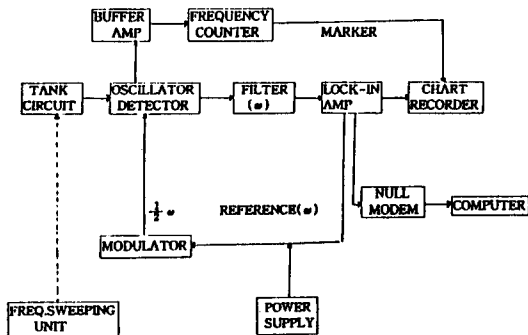 BUFFER
AMP
FREQUENCY
COUNTER
MARKER
TANK
CIRCUIT
OSCILLATOR
DETECTOR
FILTER
(ω)
LOCK-IN
AMP
CHART
RECORDER
NULL
MODEM
COMPUTER
1/2 ω
REFERENCE(ω)
MODULATOR
FREQ.SWEEPING
UNIT
POWER
SUPPLY